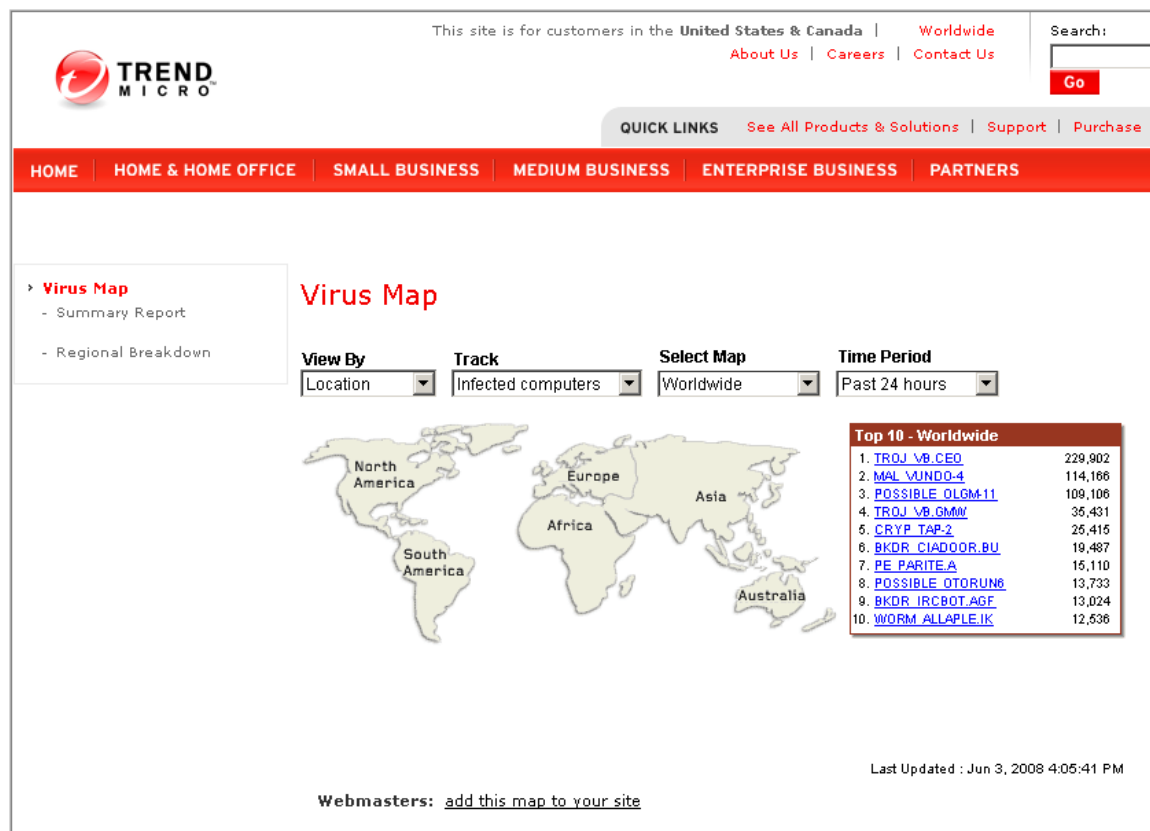 This site is for customers in the United States & Canada | Worldwide
About Us | Careers | Contact Us
Search:
Go
TREND
MICRO™
QUICK LINKS See All Products & Solutions | Support | Purchase
HOME HOME & HOME OFFICE SMALL BUSINESS MEDIUM BUSINESS ENTERPRISE BUSINESS PARTNERS
› Virus Map
- Summary Report
- Regional Breakdown
Virus Map
View By Track Select Map Time Period
Location Infected computers Worldwide Past 24 hours
North
America
Europe
Asia
Africa
South
America
Australia
Top 10 - Worldwide
1. TROJ_VB.CEO 229,902
2. MAL_VUNDO-4 114,166
3. POSSIBLE_OLGM-11 109,106
4. TROJ_VB.GMW 35,431
5. CRYP_TAP-2 25,415
6. BKDR_CIADOOR.BU 19,487
7. PE_PARITE.A 15,110
8. POSSIBLE_OTORUN6 13,733
9. BKDR_IRCBOT.AGF 13,024
10. WORM_ALLAPLE.IK 12,536
Last Updated : Jun 3, 2008 4:05:41 PM
Webmasters: add this map to your site